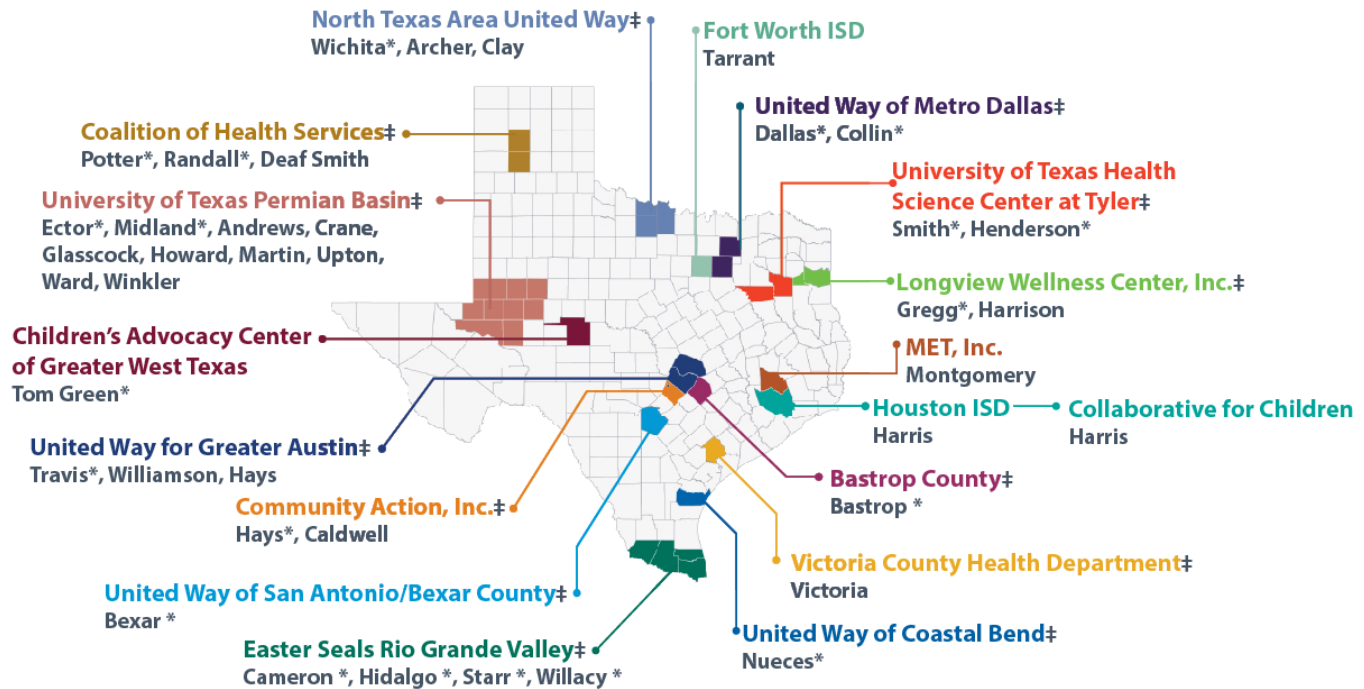 North Texas Area United Way‡
Wichita*, Archer, Clay
Fort Worth ISD
Tarrant
United Way of Metro Dallas‡
Dallas*, Collin*
Coalition of Health Services‡
Potter*, Randall*, Deaf Smith
University of Texas Health
Science Center at Tyler‡
Smith*, Henderson*
University of Texas Permian Basin‡
Ector*, Midland*, Andrews, Crane,
Glasscock, Howard, Martin, Upton,
Ward, Winkler
Longview Wellness Center, Inc.‡
Gregg*, Harrison
Children’s Advocacy Center
of Greater West Texas
Tom Green*
MET, Inc.
Montgomery
Houston ISD
Harris
Collaborative for Children
Harris
United Way for Greater Austin‡
Travis*, Williamson, Hays
Bastrop County‡
Bastrop *
Community Action, Inc.‡
Hays*, Caldwell
Victoria County Health Department‡
Victoria
United Way of San Antonio/Bexar County‡
Bexar *
United Way of Coastal Bend‡
Nueces*
Easter Seals Rio Grande Valley‡
Cameron *, Hidalgo *, Starr *, Willacy *